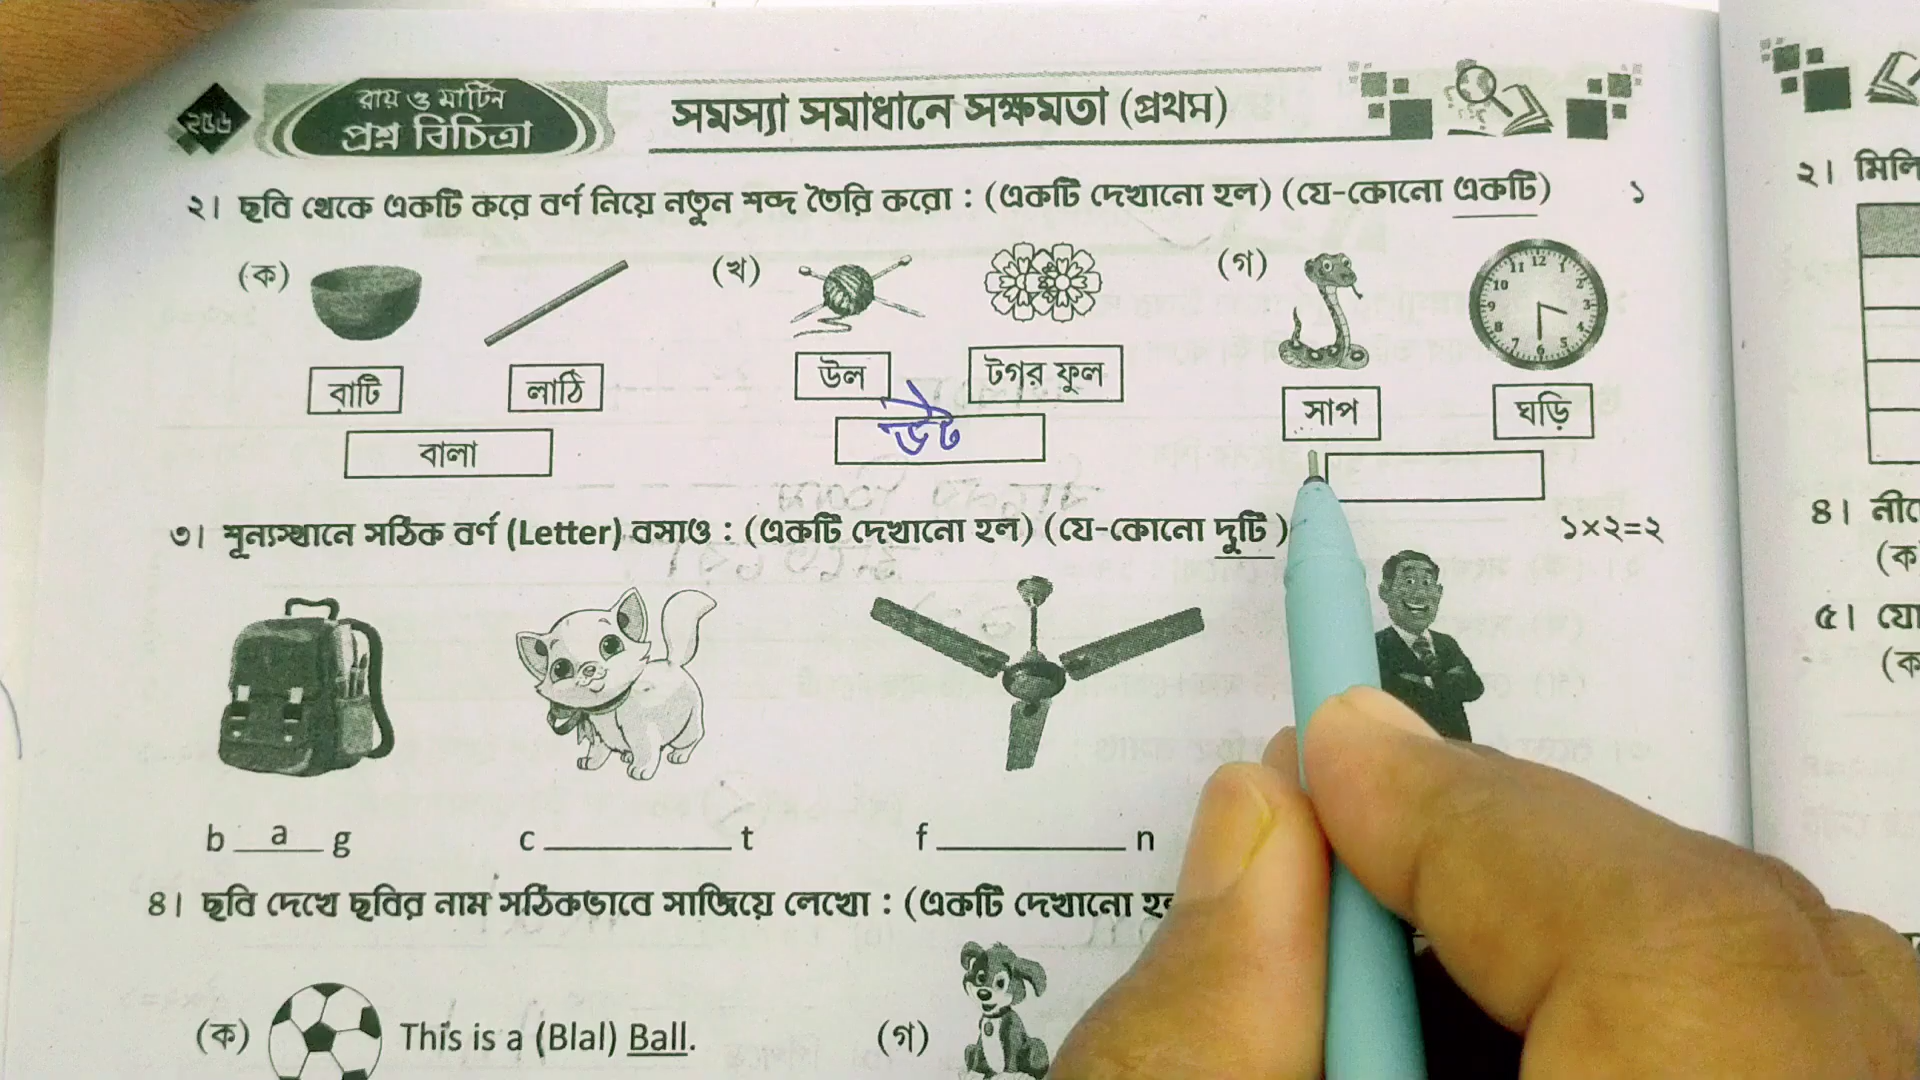 ২৫৬
রায় ও মার্টিন
প্রশ্ন বিচিত্রা
সমস্যা সমাধানে সক্ষমতা (প্রথম)
২। ছবি থেকে একটি করে বর্ণ নিয়ে নতুন শব্দ তৈরি করো : (একটি দেখানো হল) (যে-কোনো একটি) ১
(ক) (খ) (গ)
বাটি লাঠি উল টগর ফুল সাপ ঘড়ি
বালা উট
৩। শূন্যস্থানে সঠিক বর্ণ (Letter) বসাও : (একটি দেখানো হল) (যে-কোনো দুটি) ১×২=২
b a g c t f n
৪। ছবি দেখে ছবির নাম সঠিকভাবে সাজিয়ে লেখো : (একটি দেখানো
(ক) This is a (Blal) Ball. (গ)
২।
৪।
(ক
৫।
(ক